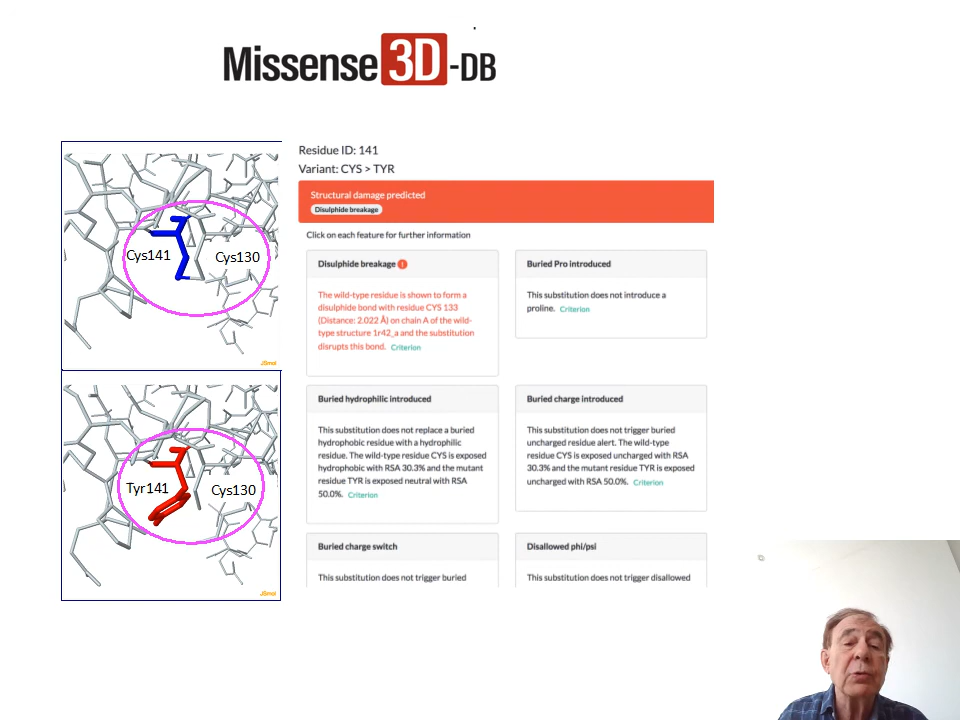 Missense 3D -DB
Residue ID: 141
Variant: CYS > TYR
Structural damage predicted
Disulphide breakage
Click on each feature for further information
Cys141
Cys130
JSmol
Tyr141
Cys130
JSmol
Disulphide breakage !
The wild-type residue is shown to form a
disulphide bond with residue CYS 133
(Distance: 2.022 Å) on chain A of the wild-
type structure 1r42_a and the substitution
disrupts this bond. Criterion
Buried Pro introduced
This substitution does not introduce a
proline. Criterion
Buried hydrophilic introduced
This substitution does not replace a buried
hydrophobic residue with a hydrophilic
residue. The wild-type residue CYS is exposed
hydrophobic with RSA 30.3% and the mutant
residue TYR is exposed neutral with RSA
50.0%. Criterion
Buried charge introduced
This substitution does not trigger buried
uncharged residue alert. The wild-type
residue CYS is exposed uncharged with RSA
30.3% and the mutant residue TYR is exposed
uncharged with RSA 50.0%. Criterion
Buried charge switch
This substitution does not trigger buried
Disallowed phi/psi
This substitution does not trigger disallowed